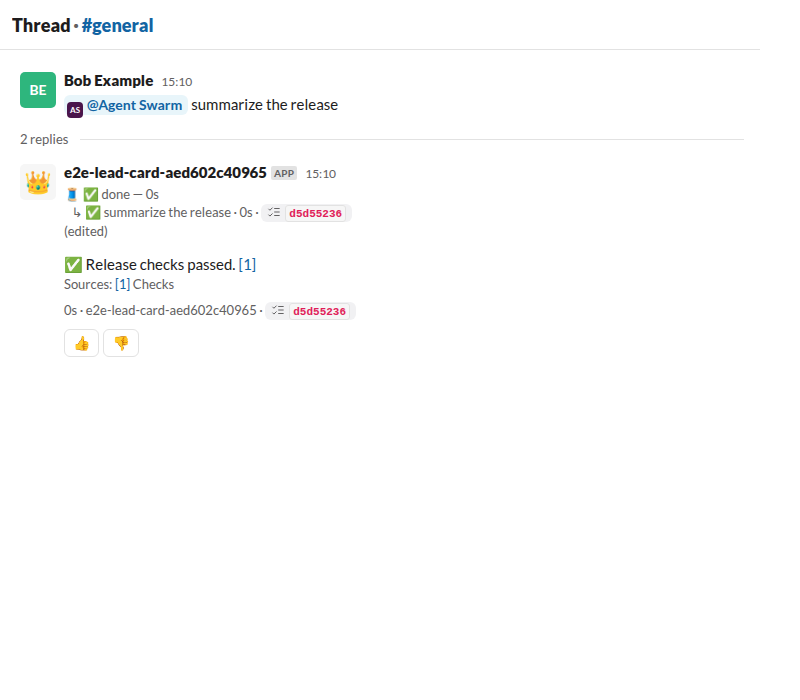 Thread · #general
BE
Bob Example 15:10
AS @Agent Swarm summarize the release
2 replies
e2e-lead-card-aed602c40965 APP 15:10
🧵 ✅ done — 0s
↳ ✅ summarize the release · 0s · d5d55236
(edited)
✅ Release checks passed. [1]
Sources: [1] Checks
0s · e2e-lead-card-aed602c40965 · d5d55236
👍 👎